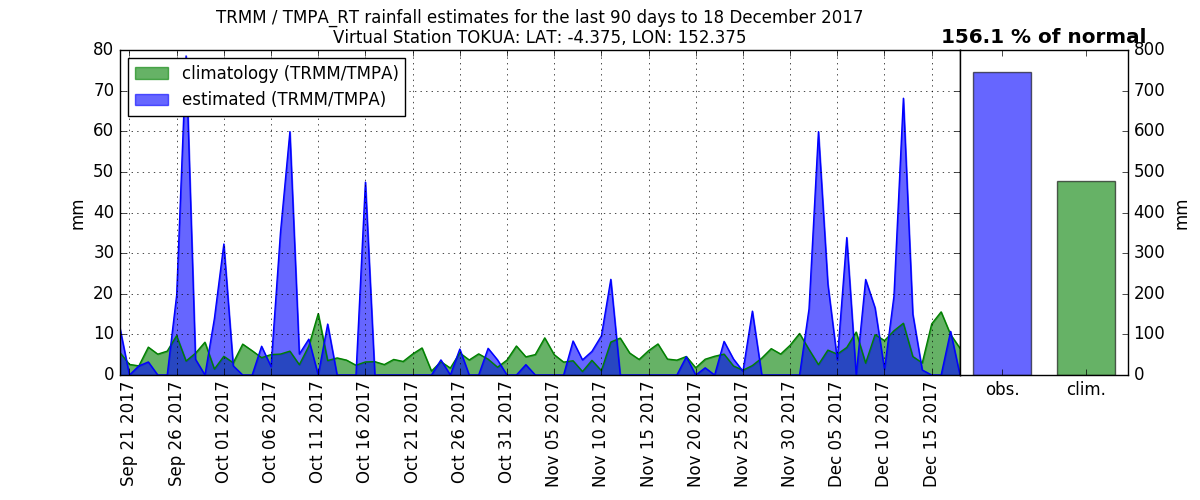 TRMM / TMPA_RT rainfall estimates for the last 90 days to 18 December 2017
Virtual Station TOKUA: LAT: -4.375, LON: 152.375
156.1 % of normal
climatology (TRMM/TMPA)
estimated (TRMM/TMPA)
80
70
60
50
40
30
20
10
0
mm
800
700
600
500
400
300
200
100
0
mm
Sep 21 2017
Sep 26 2017
Oct 01 2017
Oct 06 2017
Oct 11 2017
Oct 16 2017
Oct 21 2017
Oct 26 2017
Oct 31 2017
Nov 05 2017
Nov 10 2017
Nov 15 2017
Nov 20 2017
Nov 25 2017
Nov 30 2017
Dec 05 2017
Dec 10 2017
Dec 15 2017
obs.
clim.